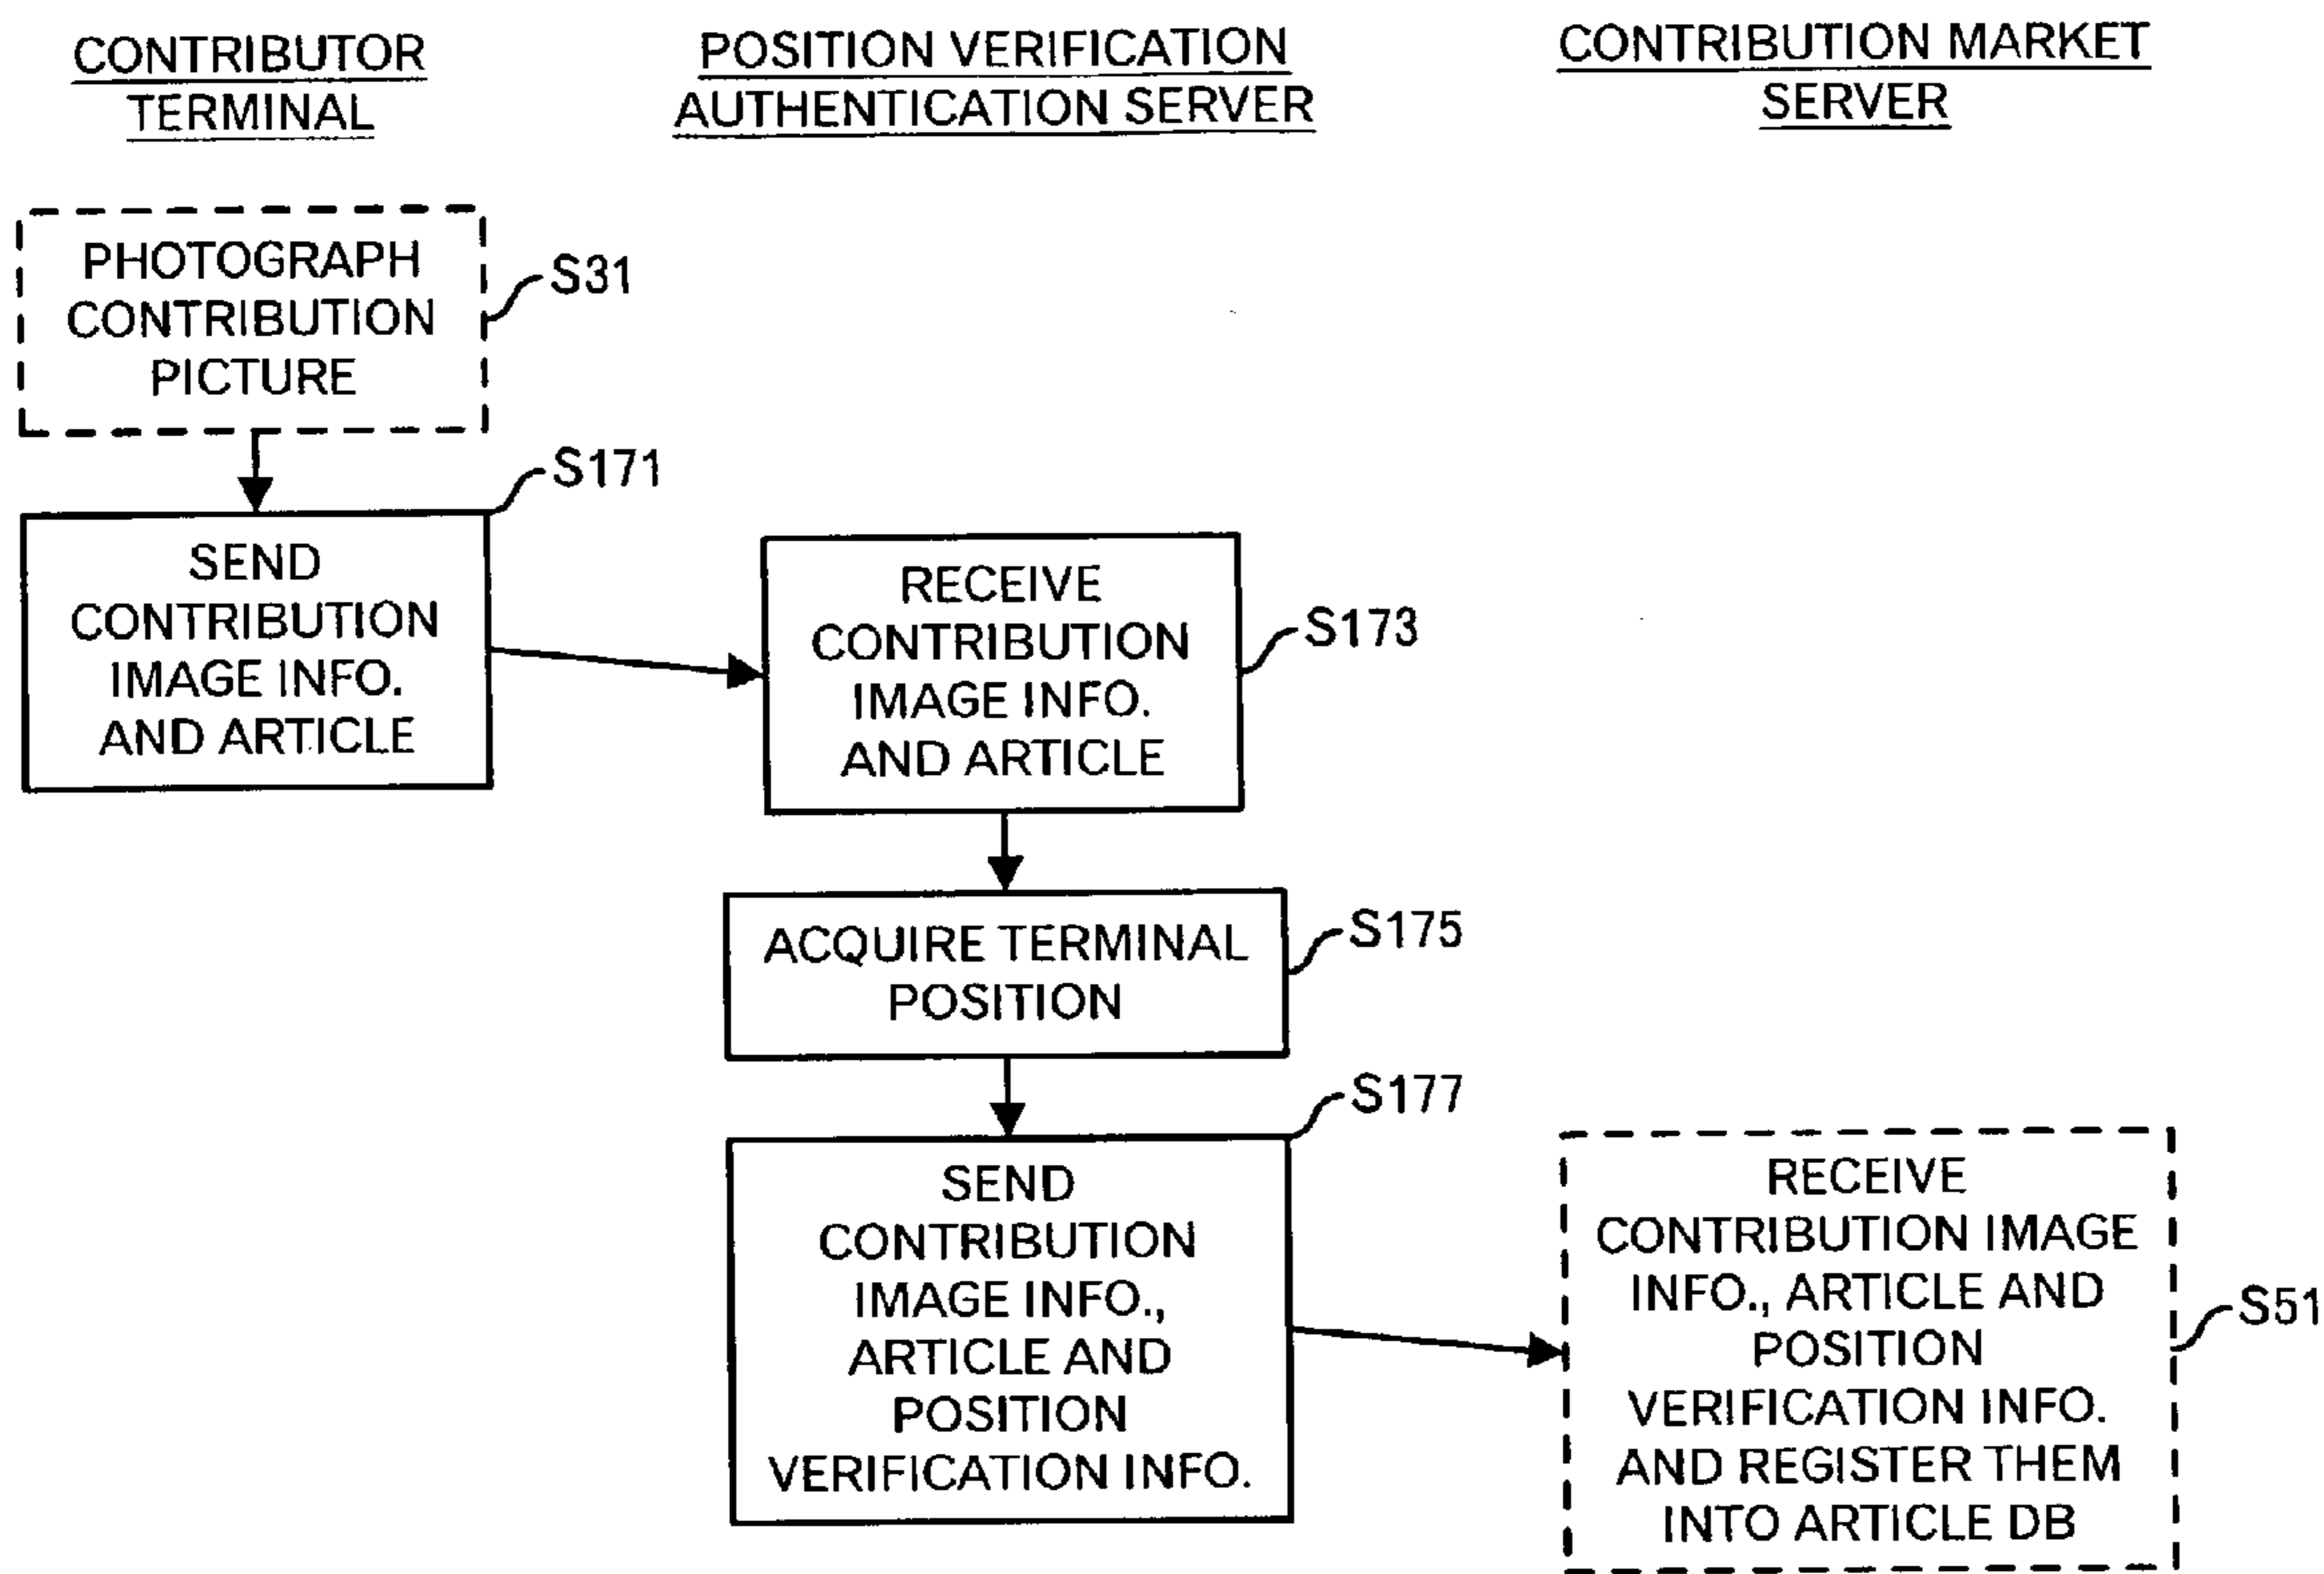 CONTRIBUTOR
TERMINAL
POSITION VERIFICATION
AUTHENTICATION SERVER
CONTRIBUTION MARKET
SERVER
PHOTOGRAPH
CONTRIBUTION
PICTURE
S31
S171
SEND
CONTRIBUTION
IMAGE INFO.
AND ARTICLE
RECEIVE
CONTRIBUTION
IMAGE INFO.
AND ARTICLE
S173
ACQUIRE TERMINAL
POSITION
S175
S177
SEND
CONTRIBUTION
IMAGE INFO.,
ARTICLE AND
POSITION
VERIFICATION INFO.
RECEIVE
CONTRIBUTION IMAGE
INFO., ARTICLE AND
POSITION
VERIFICATION INFO.
AND REGISTER THEM
INTO ARTICLE DB
S51